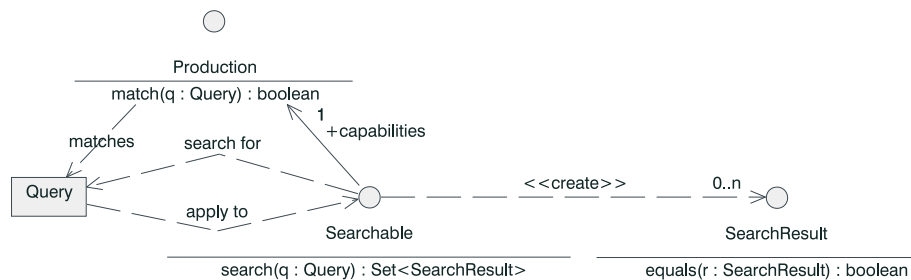 Production
match(q : Query) : boolean
1
+capabilities
matches
search for
Query
apply to
<<create>>
0..n
Searchable
SearchResult
search(q : Query) : Set<SearchResult>
equals(r : SearchResult) : boolean